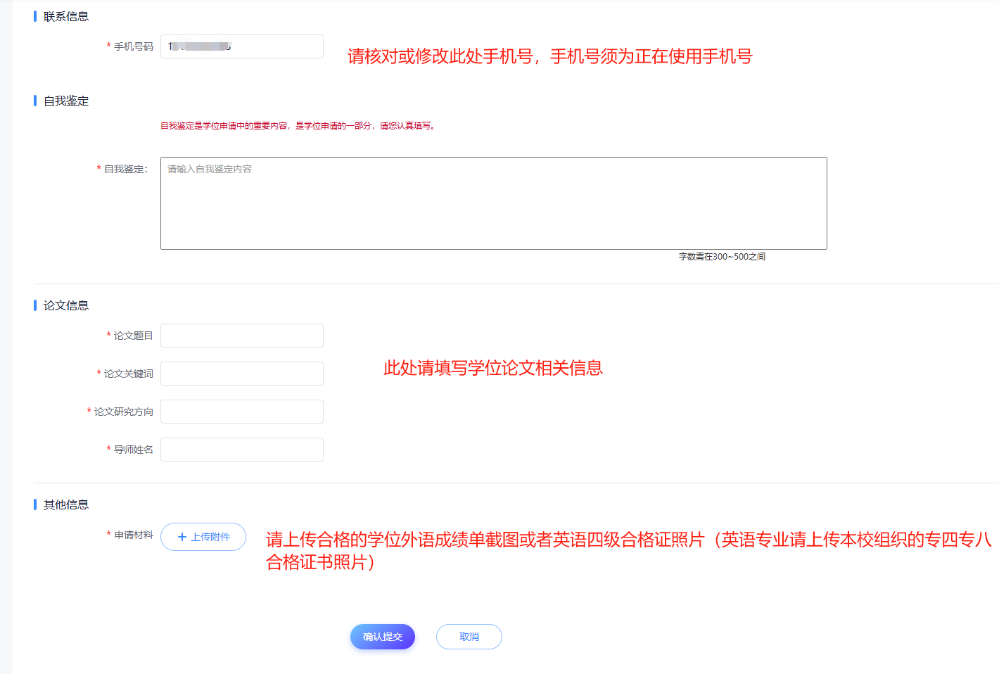 联系信息
* 手机号码
请核对或修改此处手机号，手机号须为正在使用手机号
自我鉴定
自我鉴定是学位申请中的重要内容，是学位申请的一部分，请您认真填写。
* 自我鉴定：
请输入自我鉴定内容
字数需在300~500之间
论文信息
* 论文题目
* 论文关键词
此处请填写学位论文相关信息
* 论文研究方向
* 导师姓名
其他信息
* 申请材料
+ 上传附件
请上传合格的学位外语成绩单截图或者英语四级合格证照片（英语专业请上传本校组织的专四专八
合格证书照片）
确认提交
取消